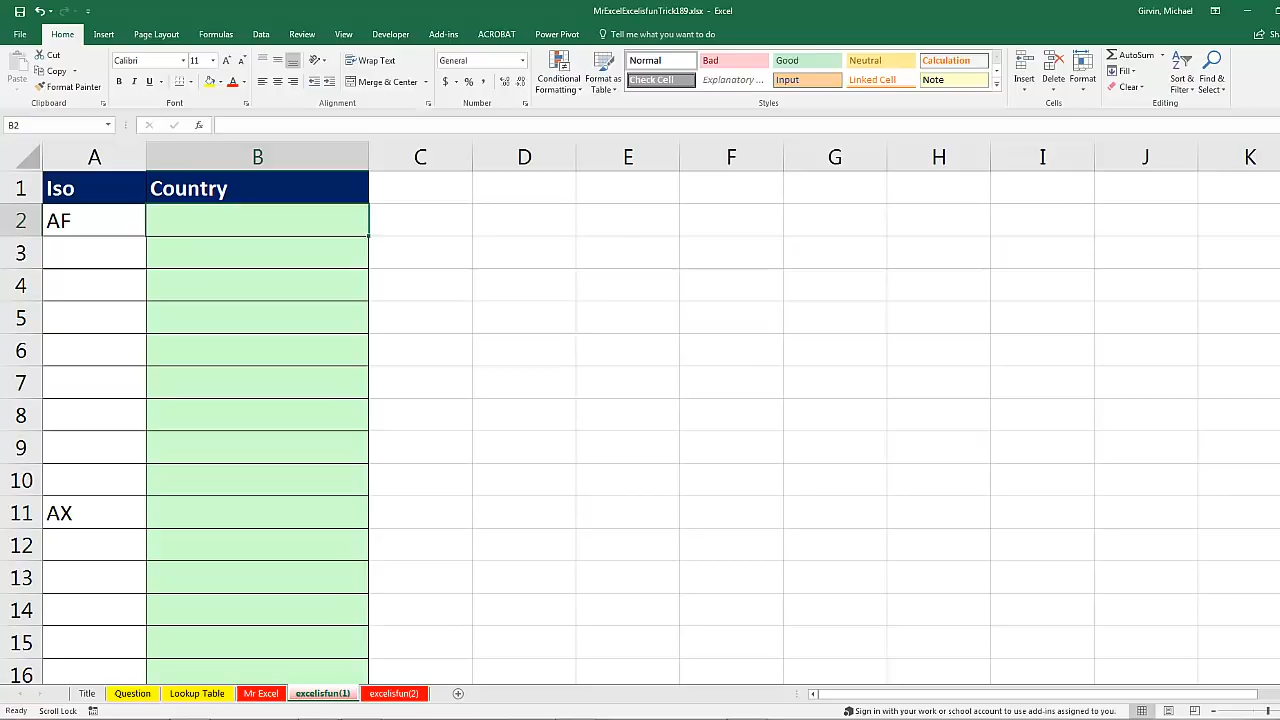 MrExcelExcelisfunTrick189.xlsx - Excel
Girvin, Michael
File Home Insert Page Layout Formulas Data Review View Developer Add-ins ACROBAT Power Pivot Tell me what you want to do
Paste
Cut
Copy
Format Painter
Clipboard
Calibri 11
B I U
Font
Wrap Text
Merge & Center
Alignment
General
$ % ,
Number
Conditional Formatting
Format as Table
Normal Bad Good Neutral Calculation
Check Cell Explanatory ... Input Linked Cell Note
Styles
Insert Delete Format
Cells
AutoSum
Fill
Clear
Sort & Filter
Find & Select
Editing
B2
fx
A B C D E F G H I J K
1 Iso Country
2 AF
3
4
5
6
7
8
9
10
11 AX
12
13
14
15
16
Title Question Lookup Table Mr Excel excelisfun(1) excelisfun(2)
Ready Scroll Lock
Sign in with your work or school account to use add-ins assigned to you.